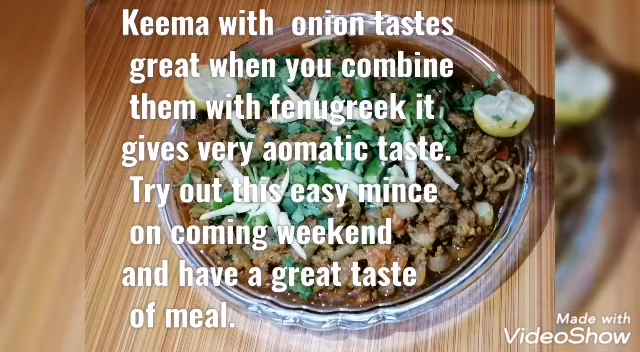 Keema with onion tastes
great when you combine
them with fenugreek it
gives very aomatic taste.
Try out this easy mince
on coming weekend
and have a great taste
of meal.
Made with
VideoShow